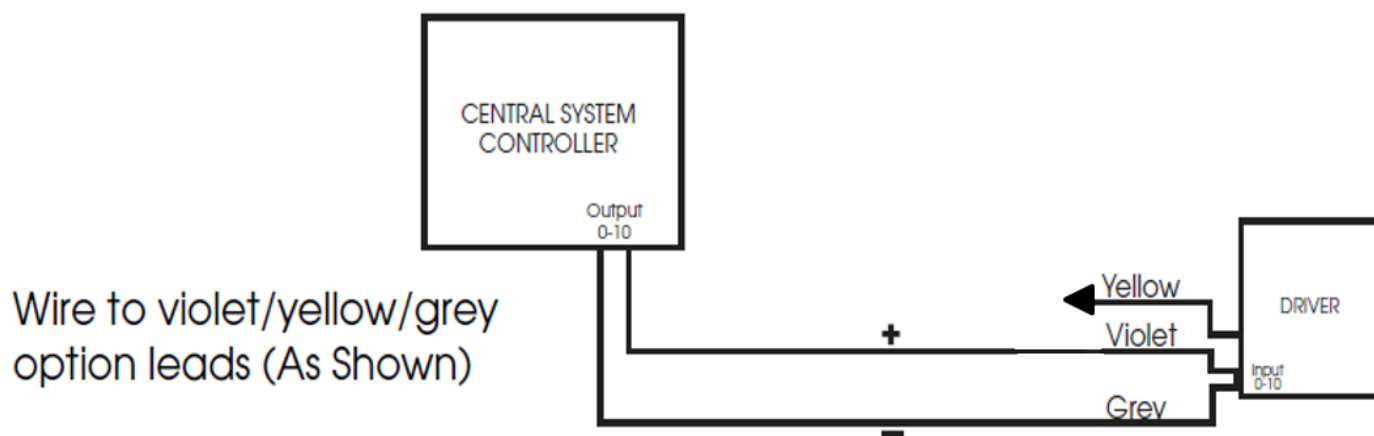 CENTRAL SYSTEM
CONTROLLER
Output
0-10
Wire to violet/yellow/grey
option leads (As Shown)
Yellow
+
Violet
Grey
-
DRIVER
Input
0-10